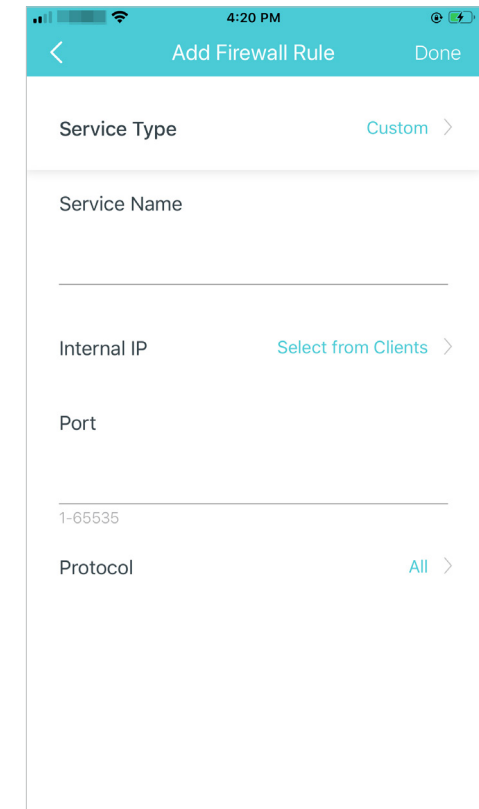 4:20 PM
Add Firewall Rule Done
Service Type Custom
Service Name
Internal IP Select from Clients
Port
1-65535
Protocol All